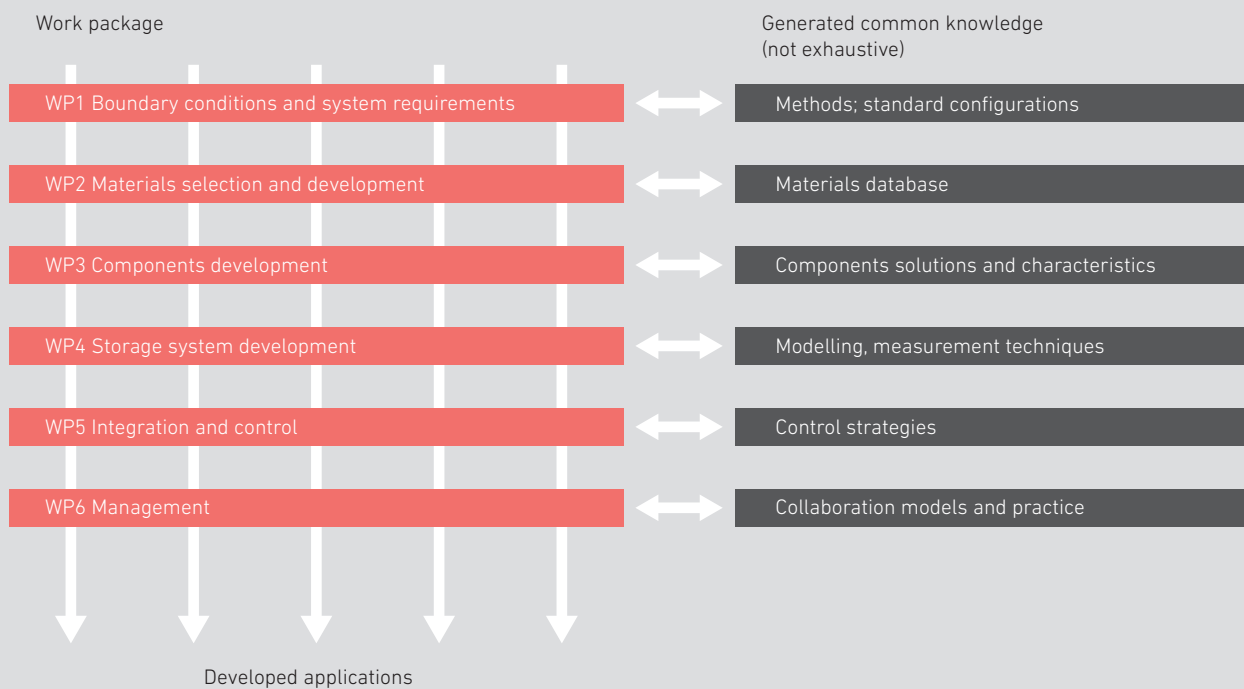 Work package
Generated common knowledge
(not exhaustive)
WP1 Boundary conditions and system requirements
Methods; standard configurations
WP2 Materials selection and development
Materials database
WP3 Components development
Components solutions and characteristics
WP4 Storage system development
Modelling, measurement techniques
WP5 Integration and control
Control strategies
WP6 Management
Collaboration models and practice
Developed applications